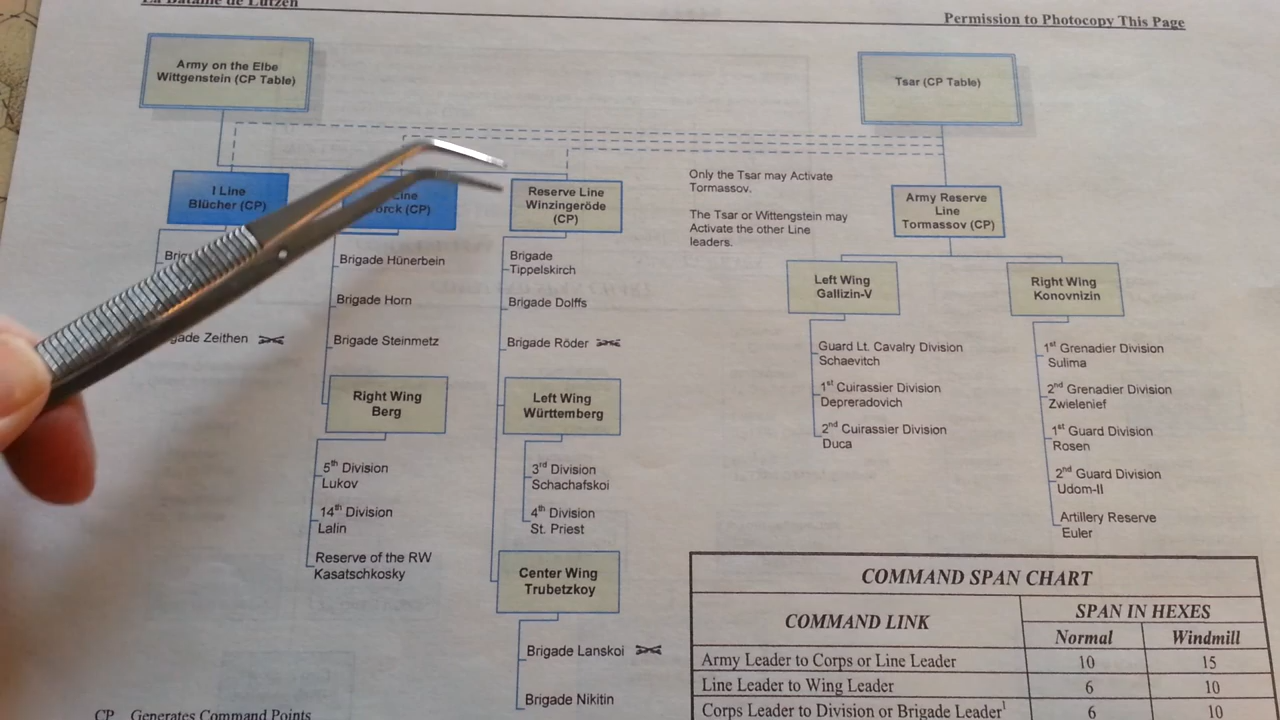 La Bataille de Lützen
Permission to Photocopy This Page
Army on the Elbe
Wittgenstein (CP Table)
Tsar (CP Table)
I Line
Blücher (CP)
Line
(CP)
Reserve Line
Winzingeröde
(CP)
Only the Tsar may Activate
Tormassov.
The Tsar or Wittengstein may
Activate the other Line
leaders.
Army Reserve
Line
Tormassov (CP)
Zeithen
Brigade Hünerbein
Brigade Horn
Brigade Steinmetz
Right Wing
Berg
5th Division
Lukov
14th Division
Lalin
Reserve of the RW
Kasatschkosky
Brigade
Tippelskirch
Brigade Dolffs
Brigade Röder
Left Wing
Württemberg
3rd Division
Schachafskoi
4th Division
St. Priest
Center Wing
Trubetzkoy
Brigade Lanskoi
Brigade Nikitin
Left Wing
Gallizin-V
Guard Lt. Cavalry Division
Schaevitch
1st Cuirassier Division
Depreradovich
2nd Cuirassier Division
Duca
Right Wing
Konovnizin
1st Grenadier Division
Sulima
2nd Grenadier Division
Zwielenief
1st Guard Division
Rosen
2nd Guard Division
Udom-II
Artillery Reserve
Euler
COMMAND SPAN CHART
COMMAND LINK
SPAN IN HEXES
Normal Windmill
Army Leader to Corps or Line Leader 10 15
Line Leader to Wing Leader 6 10
Corps Leader to Division or Brigade Leader1 6 10
CP Generates Command Points